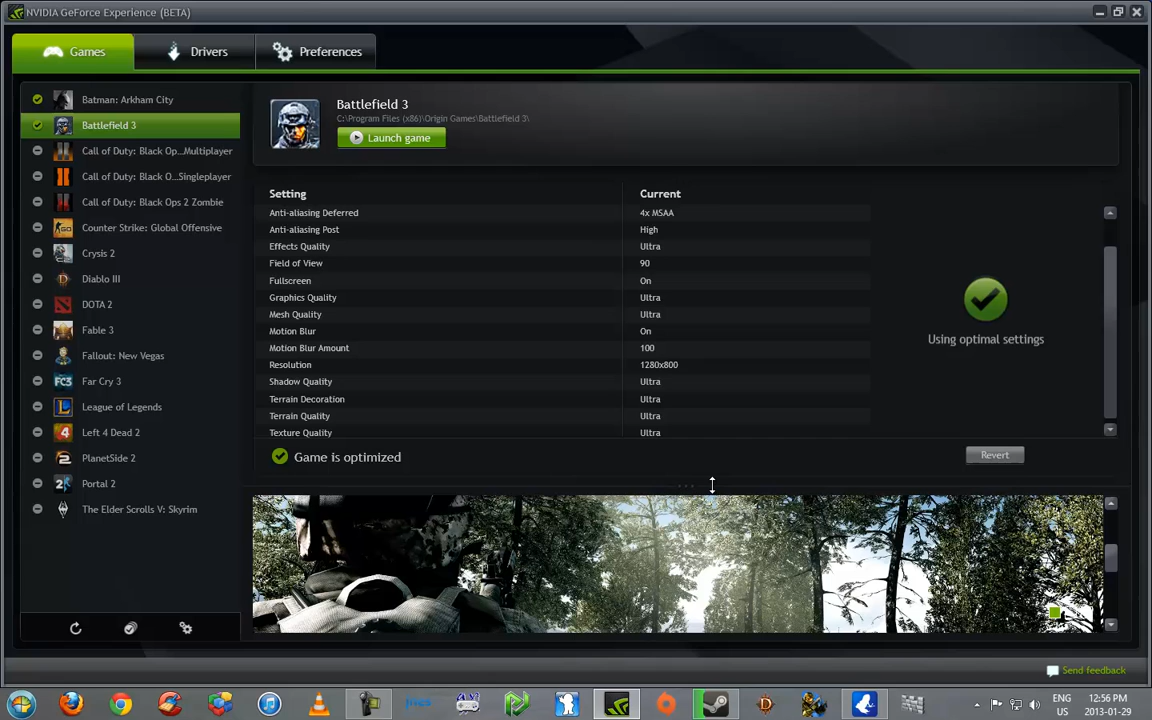 NVIDIA GeForce Experience (BETA)
Games
Drivers
Preferences
Batman: Arkham City
Battlefield 3
Call of Duty: Black Op...Multiplayer
Call of Duty: Black O...Singleplayer
Call of Duty: Black Ops 2 Zombie
Counter Strike: Global Offensive
Crysis 2
Diablo III
DOTA 2
Fable 3
Fallout: New Vegas
Far Cry 3
League of Legends
Left 4 Dead 2
PlanetSide 2
Portal 2
The Elder Scrolls V: Skyrim
Battlefield 3
C:\Program Files (x86)\Origin Games\Battlefield 3\
Launch game
Setting Current
Anti-aliasing Deferred 4x MSAA
Anti-aliasing Post High
Effects Quality Ultra
Field of View 90
Fullscreen On
Graphics Quality Ultra
Mesh Quality Ultra
Motion Blur On
Motion Blur Amount 100
Resolution 1280x800
Shadow Quality Ultra
Terrain Decoration Ultra
Terrain Quality Ultra
Texture Quality Ultra
Using optimal settings
Game is optimized
Revert
Send feedback
ENG
US
12:56 PM
2013-01-29